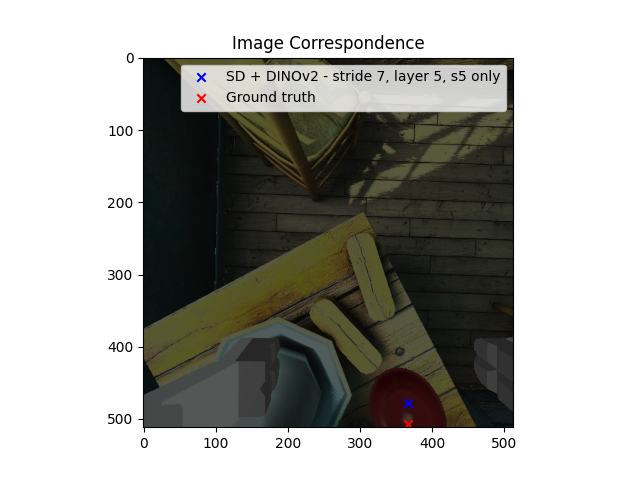 Image Correspondence
SD + DINOv2 - stride 7, layer 5, s5 only
Ground truth
0
100
200
300
400
500
0 100 200 300 400 500